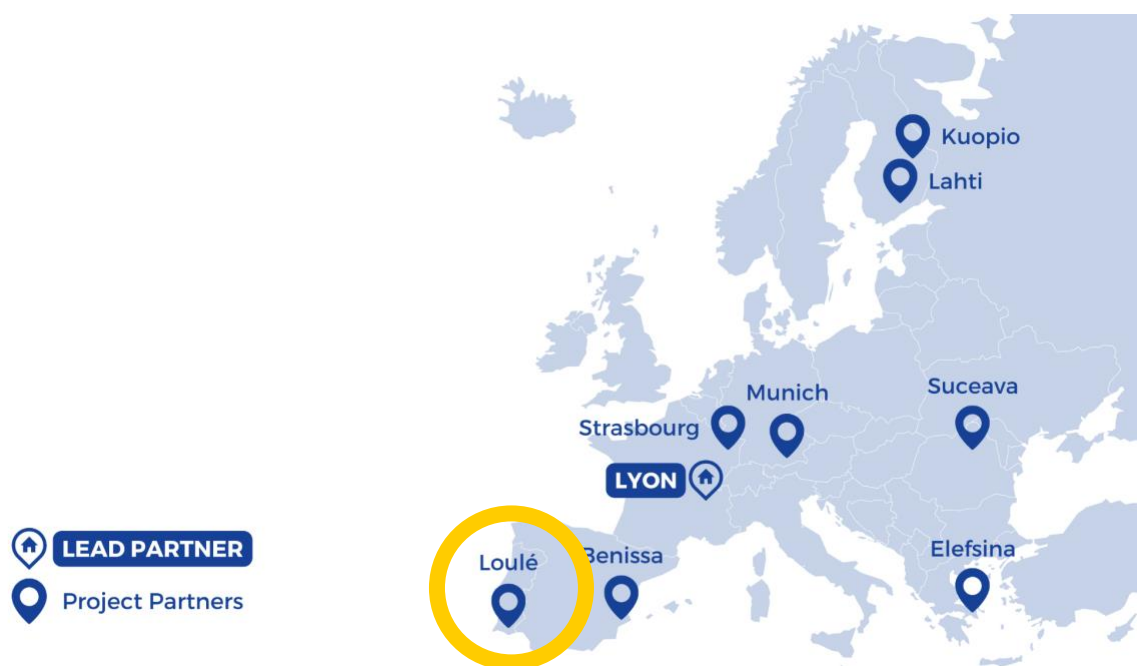 Kuopio
Lahti
Suceava
Munich
Strasbourg
LYON
LEAD PARTNER
Elefsina
Benissa
Loulé
Project Partners